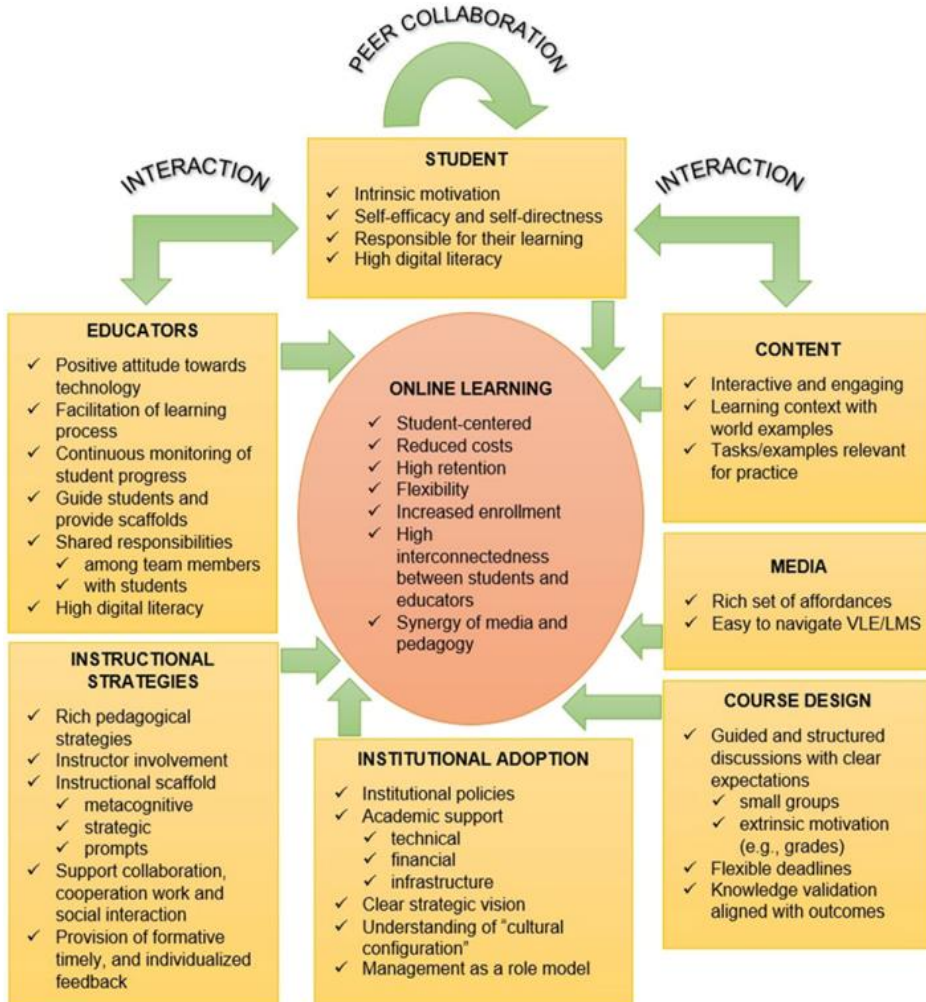 PEER COLLABORATION
INTERACTION
INTERACTION
STUDENT
✓ Intrinsic motivation
✓ Self-efficacy and self-directness
✓ Responsible for their learning
✓ High digital literacy
EDUCATORS
✓ Positive attitude towards
technology
✓ Facilitation of learning
process
✓ Continuous monitoring of
student progress
✓ Guide students and
provide scaffolds
✓ Shared responsibilities
✓ among team members
✓ with students
✓ High digital literacy
ONLINE LEARNING
✓ Student-centered
✓ Reduced costs
✓ High retention
✓ Flexibility
✓ Increased enrollment
✓ High
interconnectedness
between students and
educators
✓ Synergy of media and
pedagogy
CONTENT
✓ Interactive and engaging
✓ Learning context with
world examples
✓ Tasks/examples relevant
for practice
MEDIA
✓ Rich set of affordances
✓ Easy to navigate VLE/LMS
INSTRUCTIONAL
STRATEGIES
✓ Rich pedagogical
strategies
✓ Instructor involvement
✓ Instructional scaffold
✓ metacognitive
✓ strategic
✓ prompts
✓ Support collaboration,
cooperation work and
social interaction
✓ Provision of formative
timely, and individualized
feedback
INSTITUTIONAL ADOPTION
✓ Institutional policies
✓ Academic support
✓ technical
✓ financial
✓ infrastructure
✓ Clear strategic vision
✓ Understanding of “cultural
configuration”
✓ Management as a role model
COURSE DESIGN
✓ Guided and structured
discussions with clear
expectations
✓ small groups
✓ extrinsic motivation
(e.g., grades)
✓ Flexible deadlines
✓ Knowledge validation
aligned with outcomes